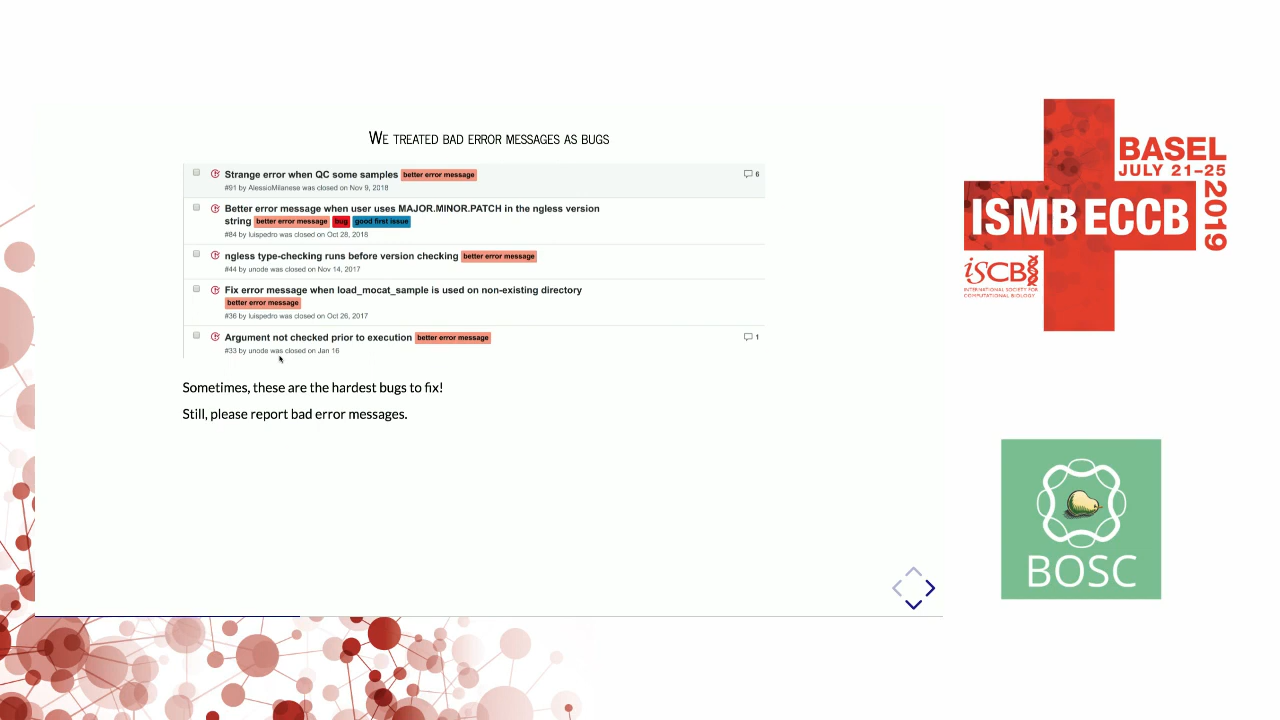 WE TREATED BAD ERROR MESSAGES AS BUGS
Strange error when QC some samples better error message 6
#91 by AlessioMilanese was closed on Nov 9, 2018
Better error message when user uses MAJOR.MINOR.PATCH in the ngless version
string better error message bug good first issue
#84 by luispedro was closed on Oct 28, 2018
ngless type-checking runs before version checking better error message
#44 by unode was closed on Nov 14, 2017
Fix error message when load_mocat_sample is used on non-existing directory
better error message
#36 by luispedro was closed on Oct 26, 2017
Argument not checked prior to execution better error message 1
#33 by unode was closed on Jan 16
Sometimes, these are the hardest bugs to fix!
Still, please report bad error messages.
BASEL
JULY 21-25
2019
ISMB ECCB
iSCB
INTERNATIONAL SOCIETY FOR
COMPUTATIONAL BIOLOGY
BOSC